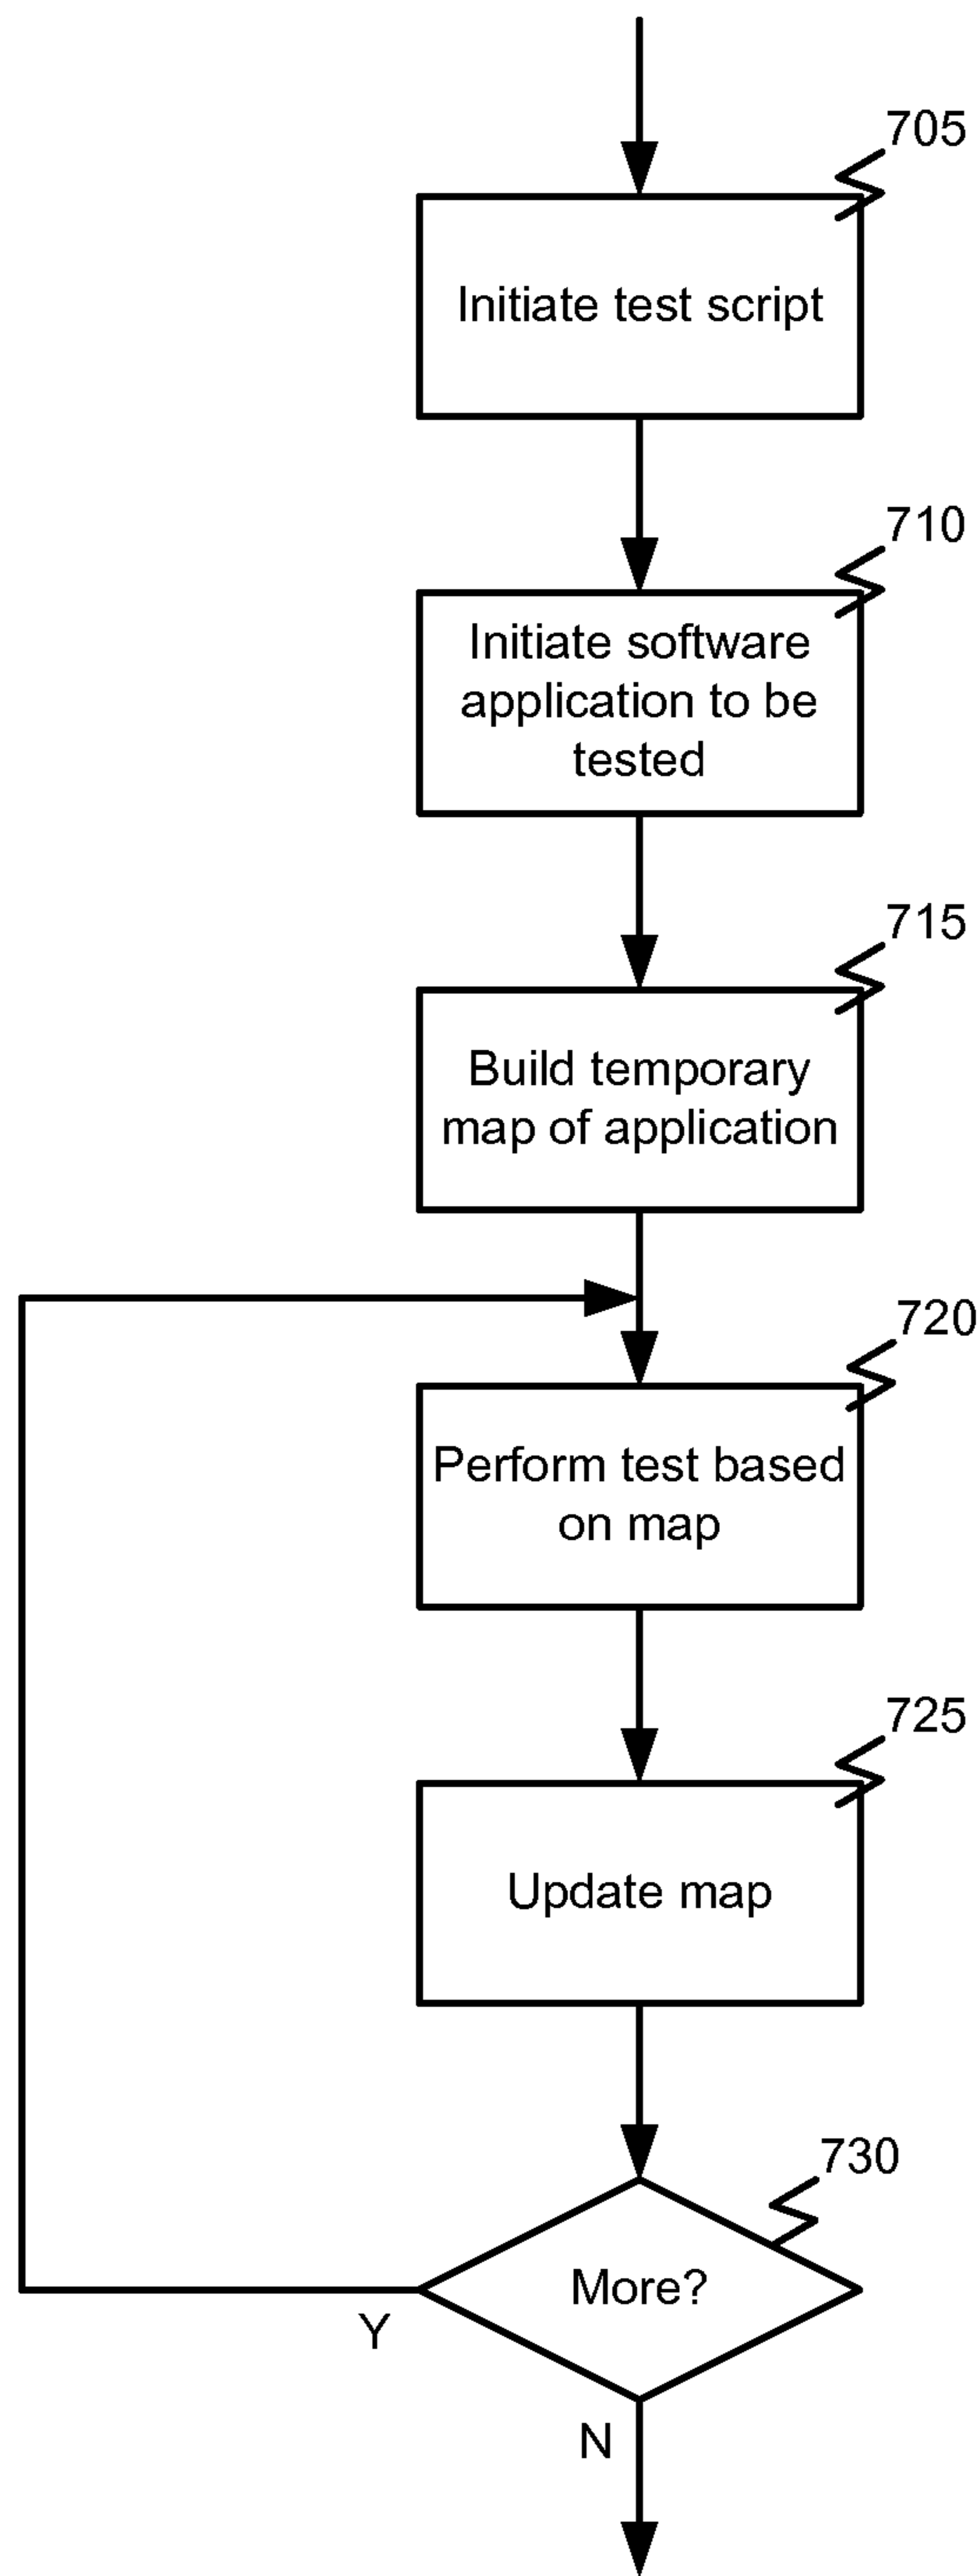 705
Initiate test script
710
Initiate software
application to be
tested
715
Build temporary
map of application
720
Perform test based
on map
725
Update map
730
More?
Y
N